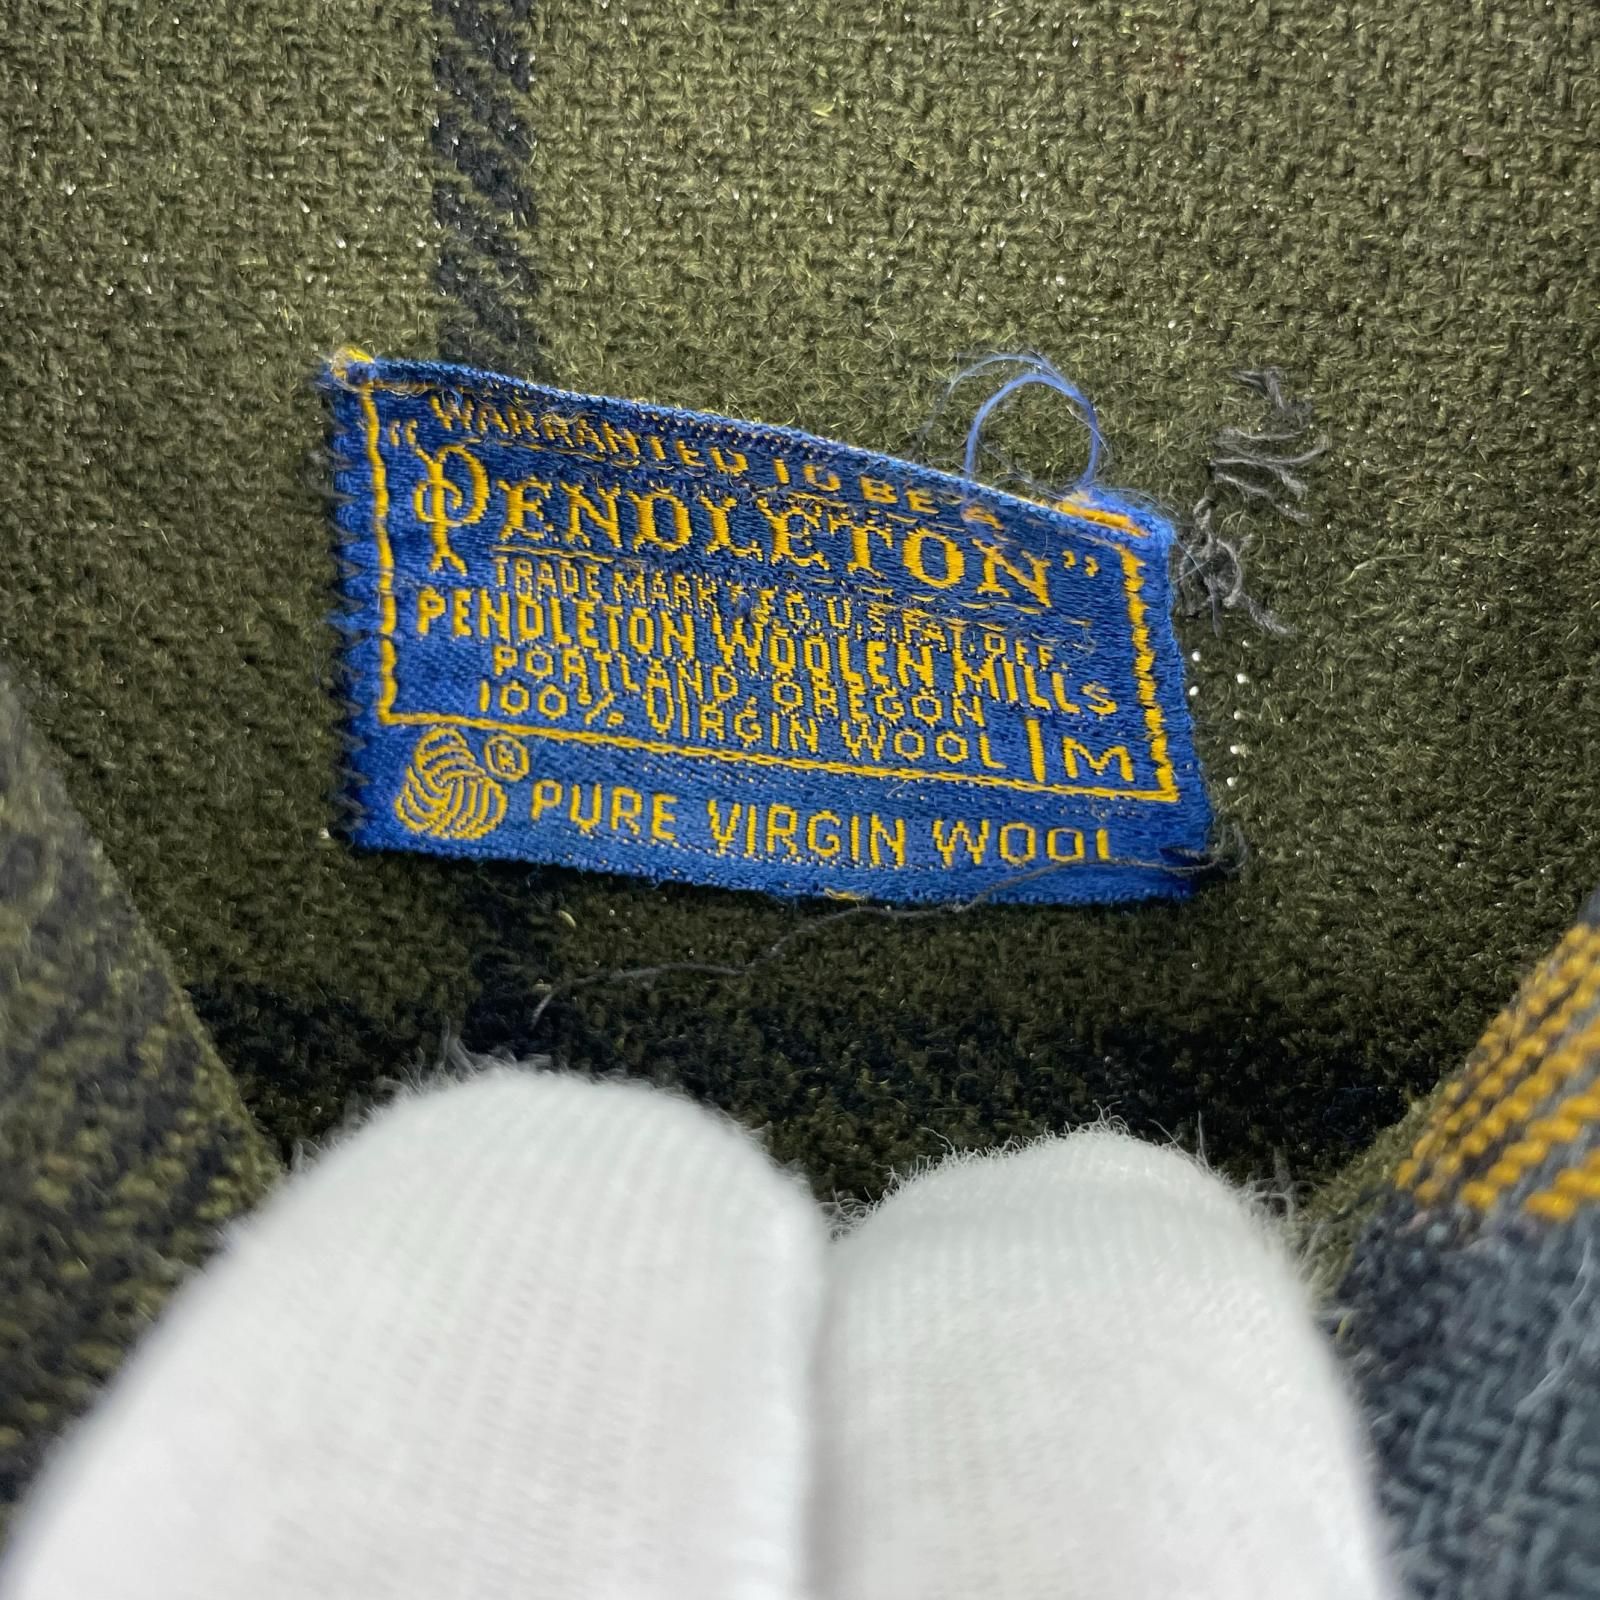 WARRANTED TO BE A
"PENDLETON"
TRADE MARK REG. U.S. PAT. OFF.
PENDLETON WOOLEN MILLS
PORTLAND, OREGON
100% VIRGIN WOOL | M
® PURE VIRGIN WOOL